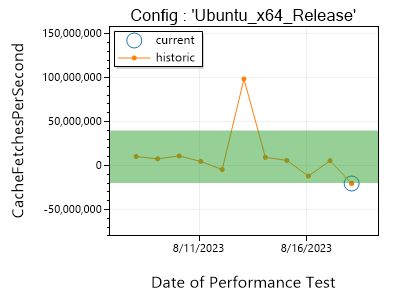 Config : 'Ubuntu_x64_Release'
150,000,000
100,000,000
50,000,000
0
-50,000,000
CacheFetchesPerSecond
current
historic
8/11/2023
8/16/2023
Date of Performance Test